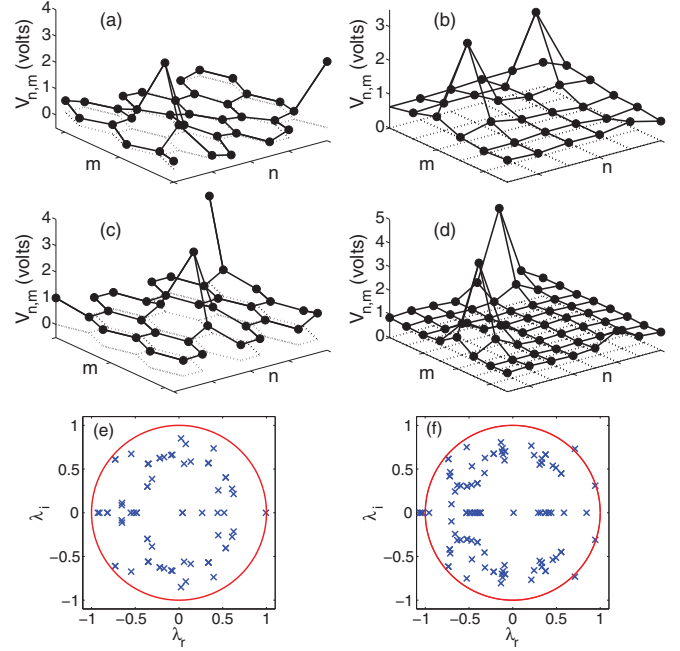 (a)
V_{n,m} (volts)
4
3
2
1
0
m
n
(b)
V_{n,m} (volts)
3
2
1
0
m
n
(c)
V_{n,m} (volts)
4
3
2
1
0
m
n
(d)
V_{n,m} (volts)
5
4
3
2
1
0
m
n
(e)
λ_i
1
0.5
0
−0.5
−1
−1 −0.5 0 0.5 1
λ_r
(f)
λ_i
1
0.5
0
−0.5
−1
−1 −0.5 0 0.5 1
λ_r